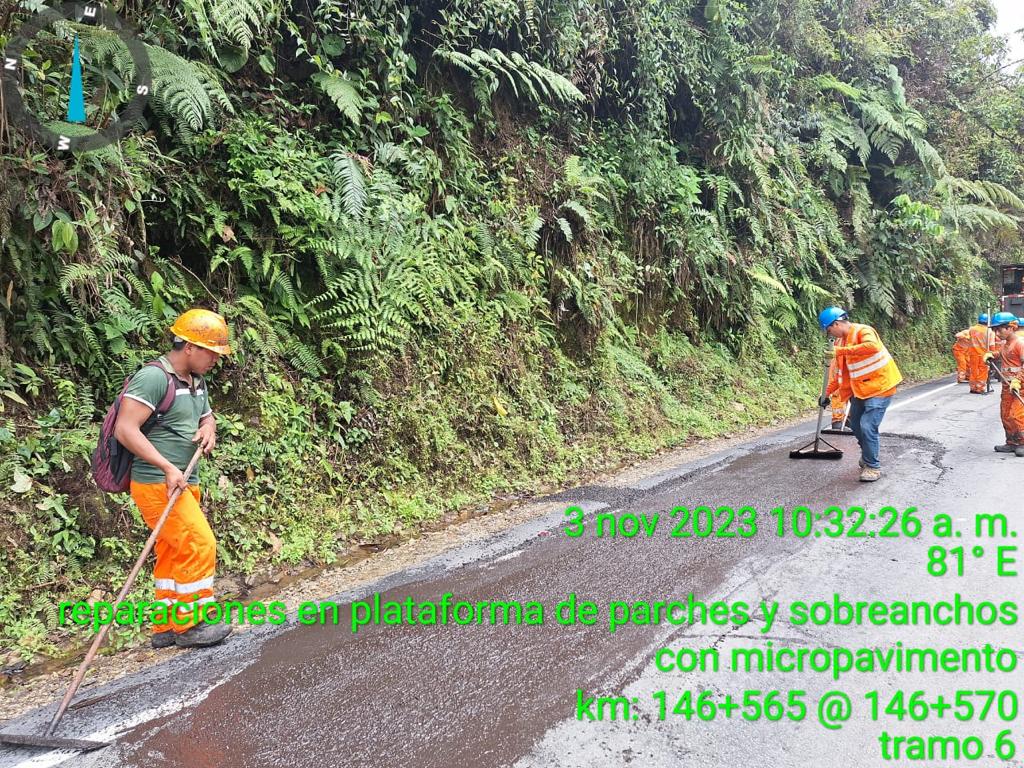 N E S W
3 nov 2023 10:32:26 a. m.
81° E
reparaciones en plataforma de parches y sobreanchos
con micropavimento
km: 146+565 @ 146+570
tramo 6